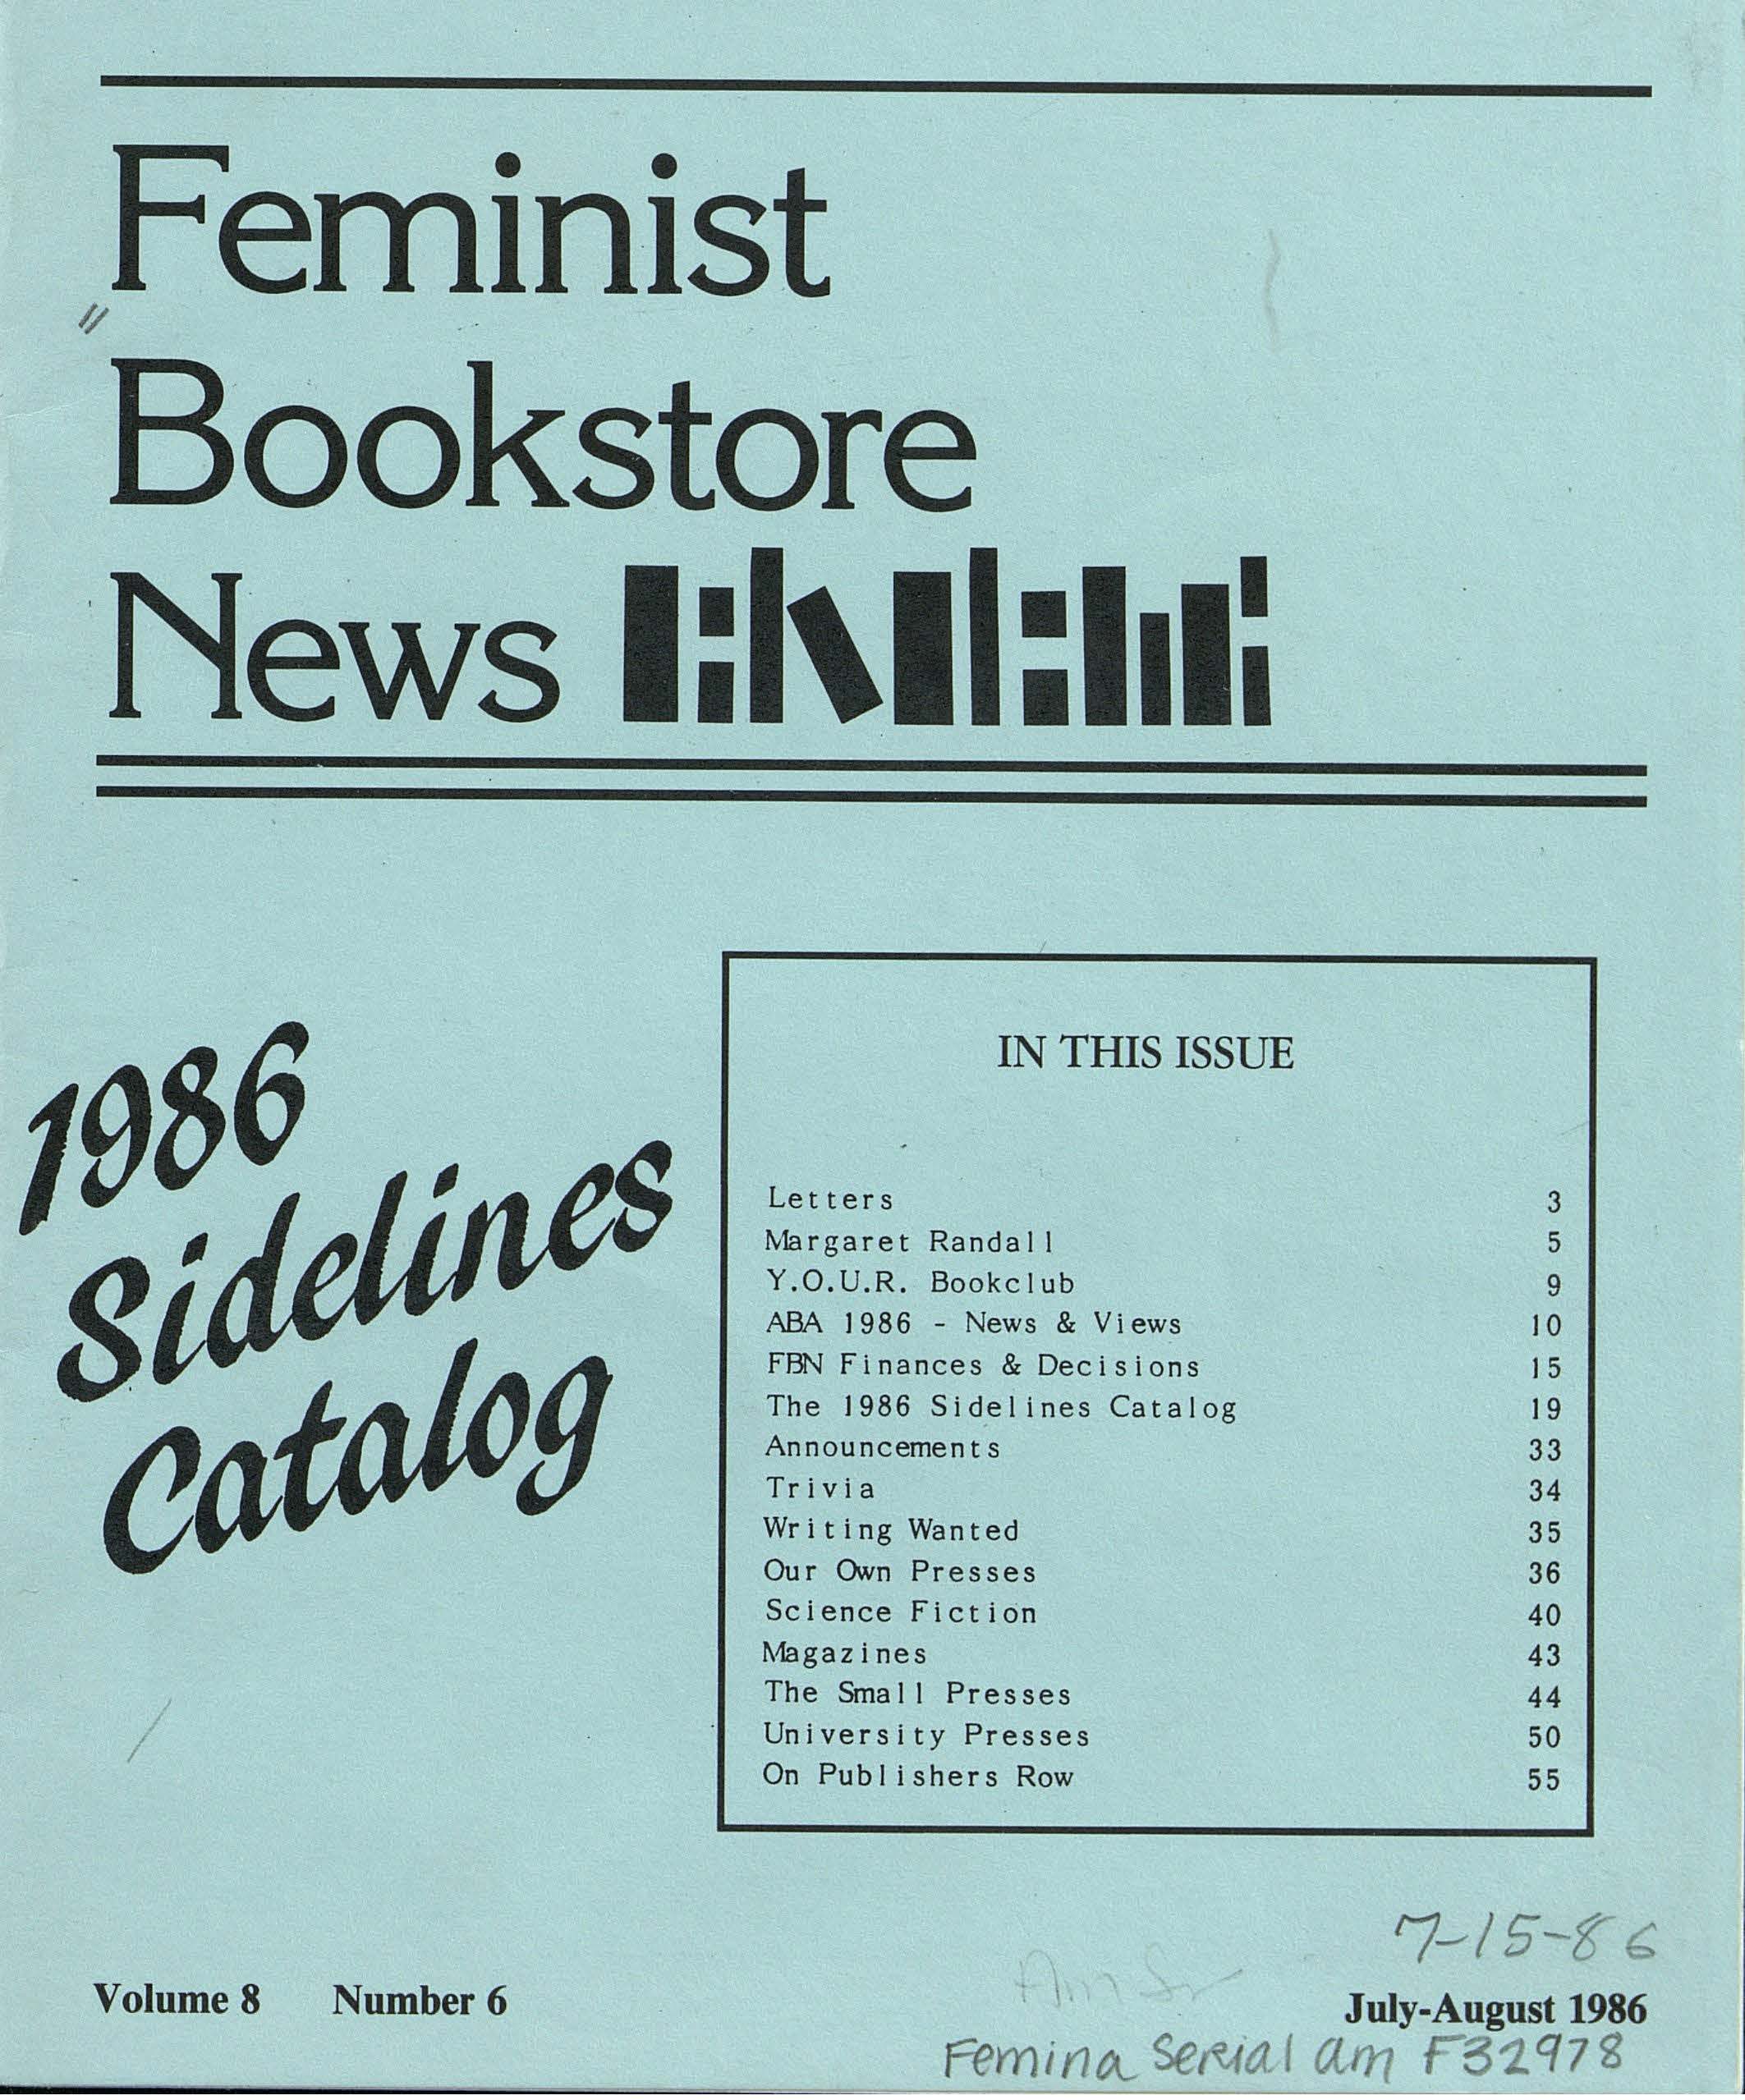 Feminist
Bookstore
News
1986
Sidelines
Catalog
IN THIS ISSUE
Letters 3
Margaret Randall 5
Y.O.U.R. Bookclub 9
ABA 1986 - News & Views 10
FBN Finances & Decisions 15
The 1986 Sidelines Catalog 19
Announcements 33
Trivia 34
Writing Wanted 35
Our Own Presses 36
Science Fiction 40
Magazines 43
The Small Presses 44
University Presses 50
On Publishers Row 55
7-15-86
Volume 8 Number 6 July-August 1986
Femina Serial am F32978